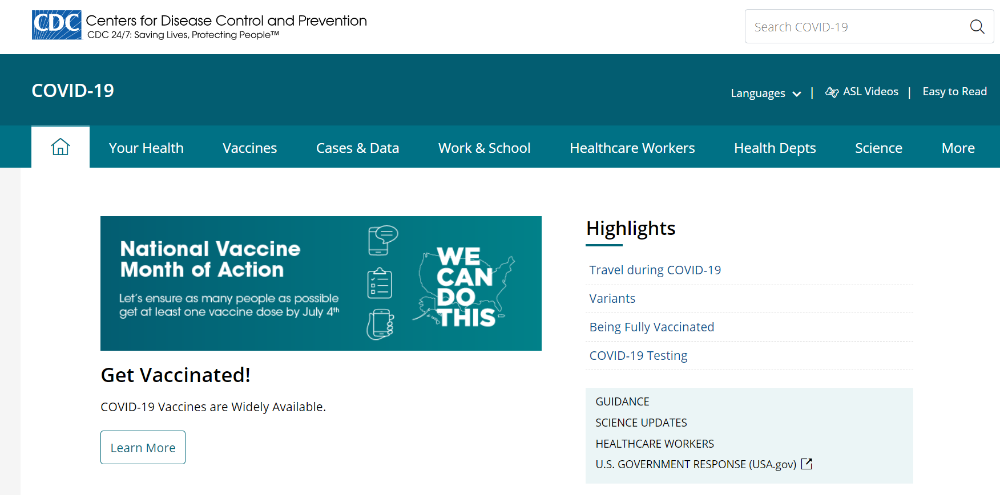 CDC Centers for Disease Control and Prevention
CDC 24/7: Saving Lives, Protecting People™
Search COVID-19
COVID-19
Languages | ASL Videos | Easy to Read
Your Health Vaccines Cases & Data Work & School Healthcare Workers Health Depts Science More
National Vaccine
Month of Action
Let's ensure as many people as possible
get at least one vaccine dose by July 4th
WE
CAN
DO
THIS
Get Vaccinated!
COVID-19 Vaccines are Widely Available.
Learn More
Highlights
Travel during COVID-19
Variants
Being Fully Vaccinated
COVID-19 Testing
GUIDANCE
SCIENCE UPDATES
HEALTHCARE WORKERS
U.S. GOVERNMENT RESPONSE (USA.gov)